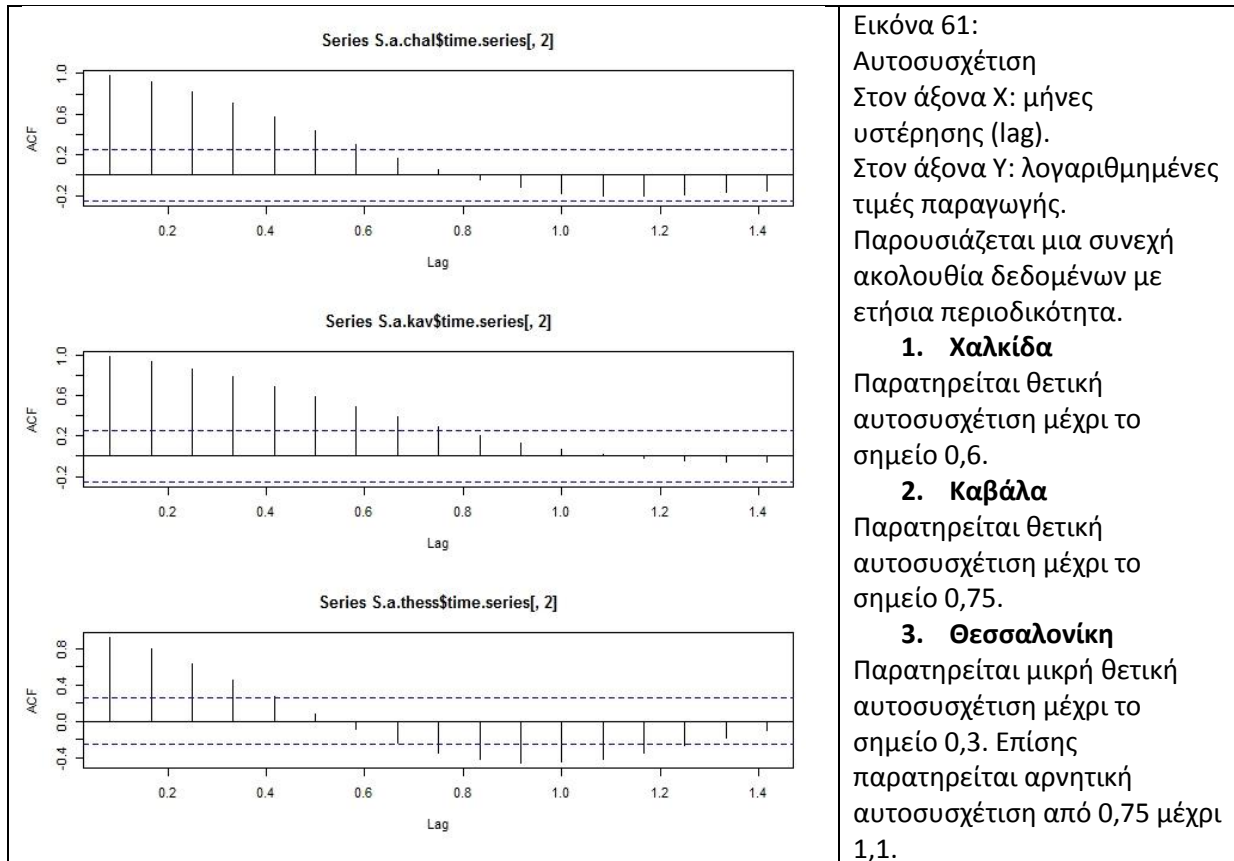 Series S.a.chal$time.series[, 2]
ACF
1.0
0.6
0.2
-0.2
0.2 0.4 0.6 0.8 1.0 1.2 1.4
Lag
Series S.a.kav$time.series[, 2]
ACF
1.0
0.6
0.2
-0.2
0.2 0.4 0.6 0.8 1.0 1.2 1.4
Lag
Series S.a.thess$time.series[, 2]
ACF
0.8
0.4
0.0
-0.4
0.2 0.4 0.6 0.8 1.0 1.2 1.4
Lag
Εικόνα 61:
Αυτοσυσχέτιση
Στον άξονα Χ: μήνες
υστέρησης (lag).
Στον άξονα Υ: λογαριθμημένες
τιμές παραγωγής.
Παρουσιάζεται μια συνεχή
ακολουθία δεδομένων με
ετήσια περιοδικότητα.
1. Χαλκίδα
Παρατηρείται θετική
αυτοσυσχέτιση μέχρι το
σημείο 0,6.
2. Καβάλα
Παρατηρείται θετική
αυτοσυσχέτιση μέχρι το
σημείο 0,75.
3. Θεσσαλονίκη
Παρατηρείται μικρή θετική
αυτοσυσχέτιση μέχρι το
σημείο 0,3. Επίσης
παρατηρείται αρνητική
αυτοσυσχέτιση από 0,75 μέχρι
1,1.